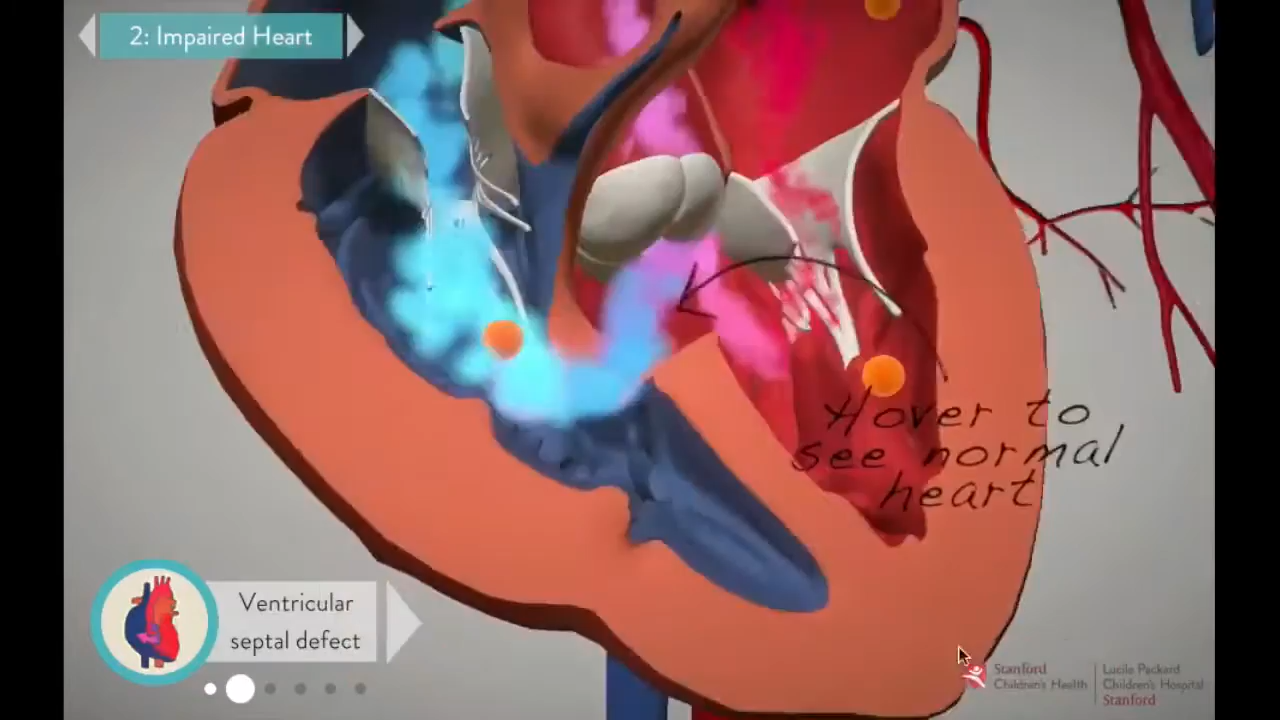 2: Impaired Heart
Hover to
see normal
heart
Ventricular
septal defect
Stanford
Children's Health
Lucile Packard
Children's Hospital
Stanford